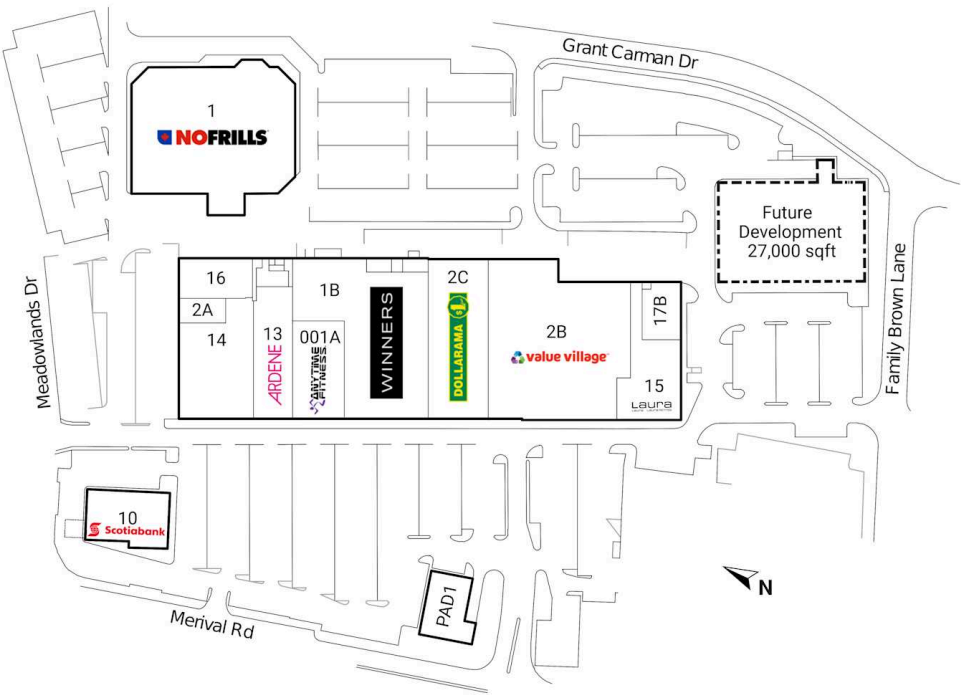 Grant Carman Dr
1
NOFRILLS
Future
Development
27,000 sqft
Meadowlands Dr
Family Brown Lane
16
2A
14
13
ARDENE
1B
001A
ANYTIME
FITNESS
WINNERS
2C
DOLLARAMA $1
2B
value village
17B
15
Laura
10
Scotiabank
PAD1
Merival Rd
N